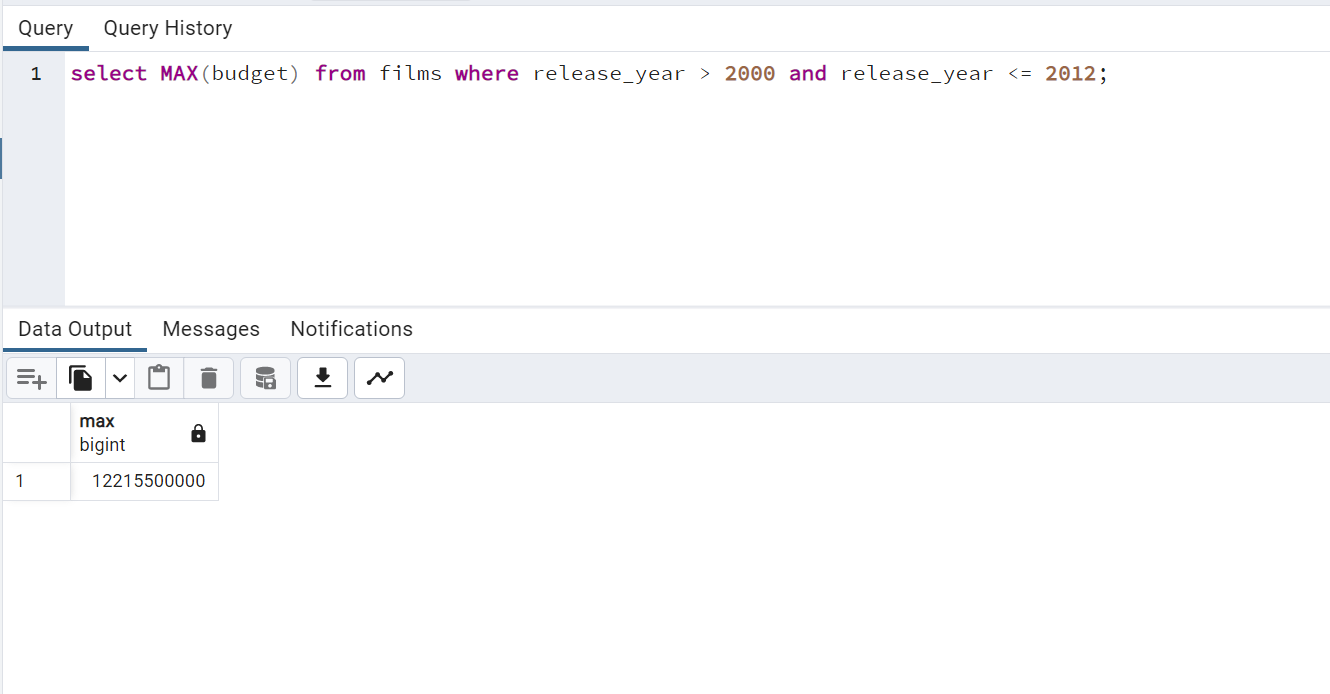 Query Query History
1 select MAX(budget) from films where release_year > 2000 and release_year <= 2012;
Data Output Messages Notifications
max
bigint
1 12215500000